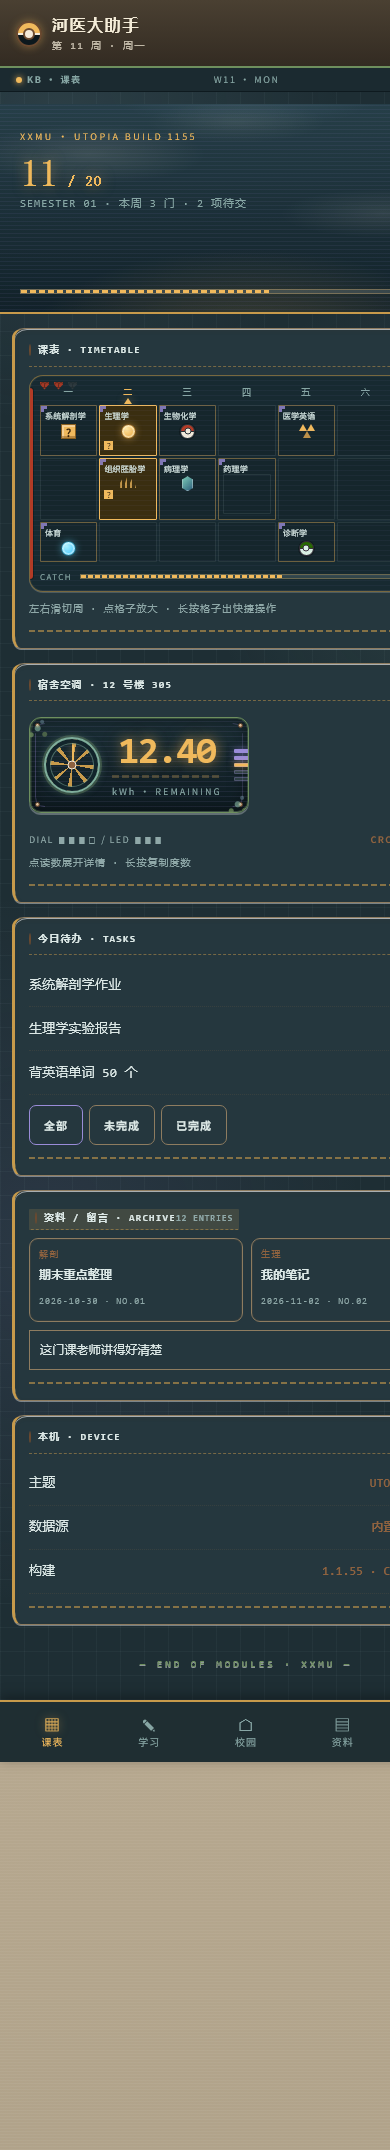 河医大助手
第 11 周 · 周一
KB · 课表
W11 · MON
XXMU · UTOPIA BUILD 1155
11 / 20
SEMESTER 01 · 本周 3 门 · 2 项待交
课表 · TIMETABLE
一 二 三 四 五 六
系统解剖学 生理学 生物化学 医学英语
? ?
组织胚胎学 病理学 药理学
?
体育 诊断学
CATCH
左右滑切周 · 点格子放大 · 长按格子出快捷操作
宿舍空调 · 12 号楼 305
12.40
kWh · REMAINING
DIAL ■■■□ / LED ■■■
CRO
点读数展开详情 · 长按复制度数
今日待办 · TASKS
系统解剖学作业
生理学实验报告
背英语单词 50 个
全部 未完成 已完成
资料 / 留言 · ARCHIVE 12 ENTRIES
解剖
期末重点整理
2026-10-30 · NO.01
生理
我的笔记
2026-11-02 · NO.02
这门课老师讲得好清楚
本机 · DEVICE
主题 UTO
数据源 内置
构建 1.1.55 · C
— END OF MODULES · XXMU —
课表 学习 校园 资料